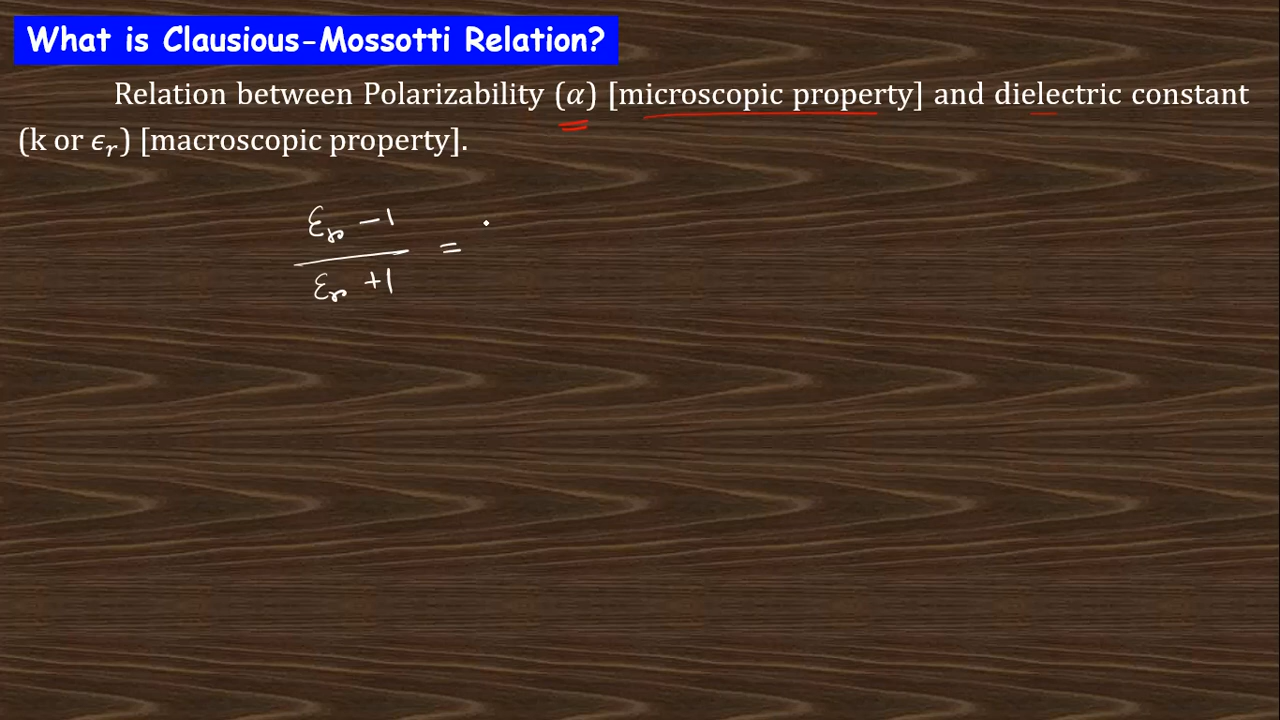 What is Clausious-Mossotti Relation?
Relation between Polarizability (α) [microscopic property] and dielectric constant
(k or ϵᵣ) [macroscopic property].
εᵣ - 1
εᵣ + 1
=